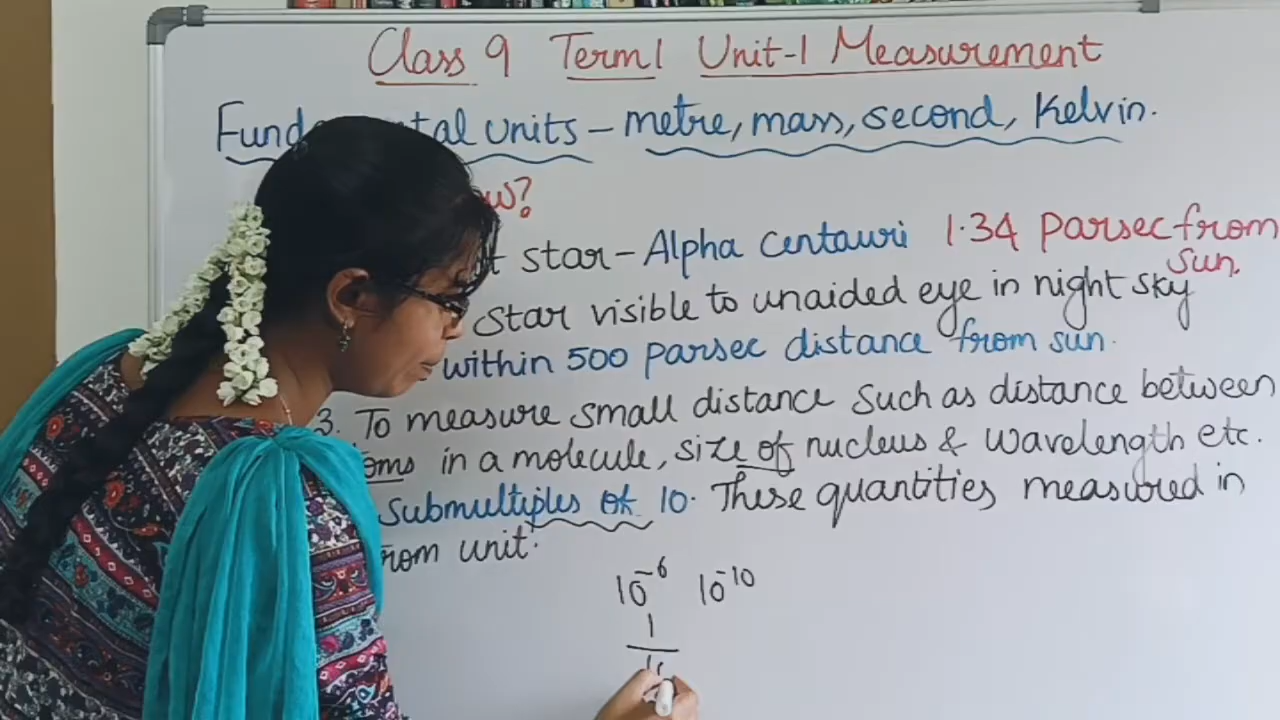 Class 9 Term 1 Unit-1 Measurement
Units - metre, mass, second, Kelvin.
star - Alpha Centauri 1.34 Parsec from
sun.
star visible to unaided eye in night sky
within 500 parsec distance from sun.
3. To measure small distance such as distance between
in a molecule, size of nucleus & wavelength etc.
Submultiples of 10. These quantities measured in
unit.
10⁻⁶ 10⁻¹⁰
1